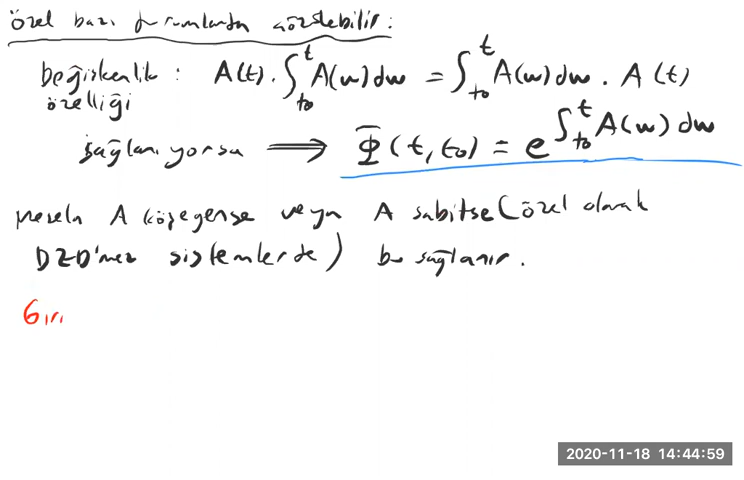 özel bazı durumlarda gözükebilir:
değişkenlik : A(t). ∫_{t₀}^{t} A(w)dw = ∫_{t₀}^{t} A(w)dw . A(t)
özelliği
sağlanıyorsa ⟹ Φ(t,t₀) = e^{∫_{t₀}^{t} A(w)dw}
mesela A köşegense veya A sabitse (özel olarak
DZD'mez sistemlerde) bu sağlanır.
2020-11-18 14:44:59